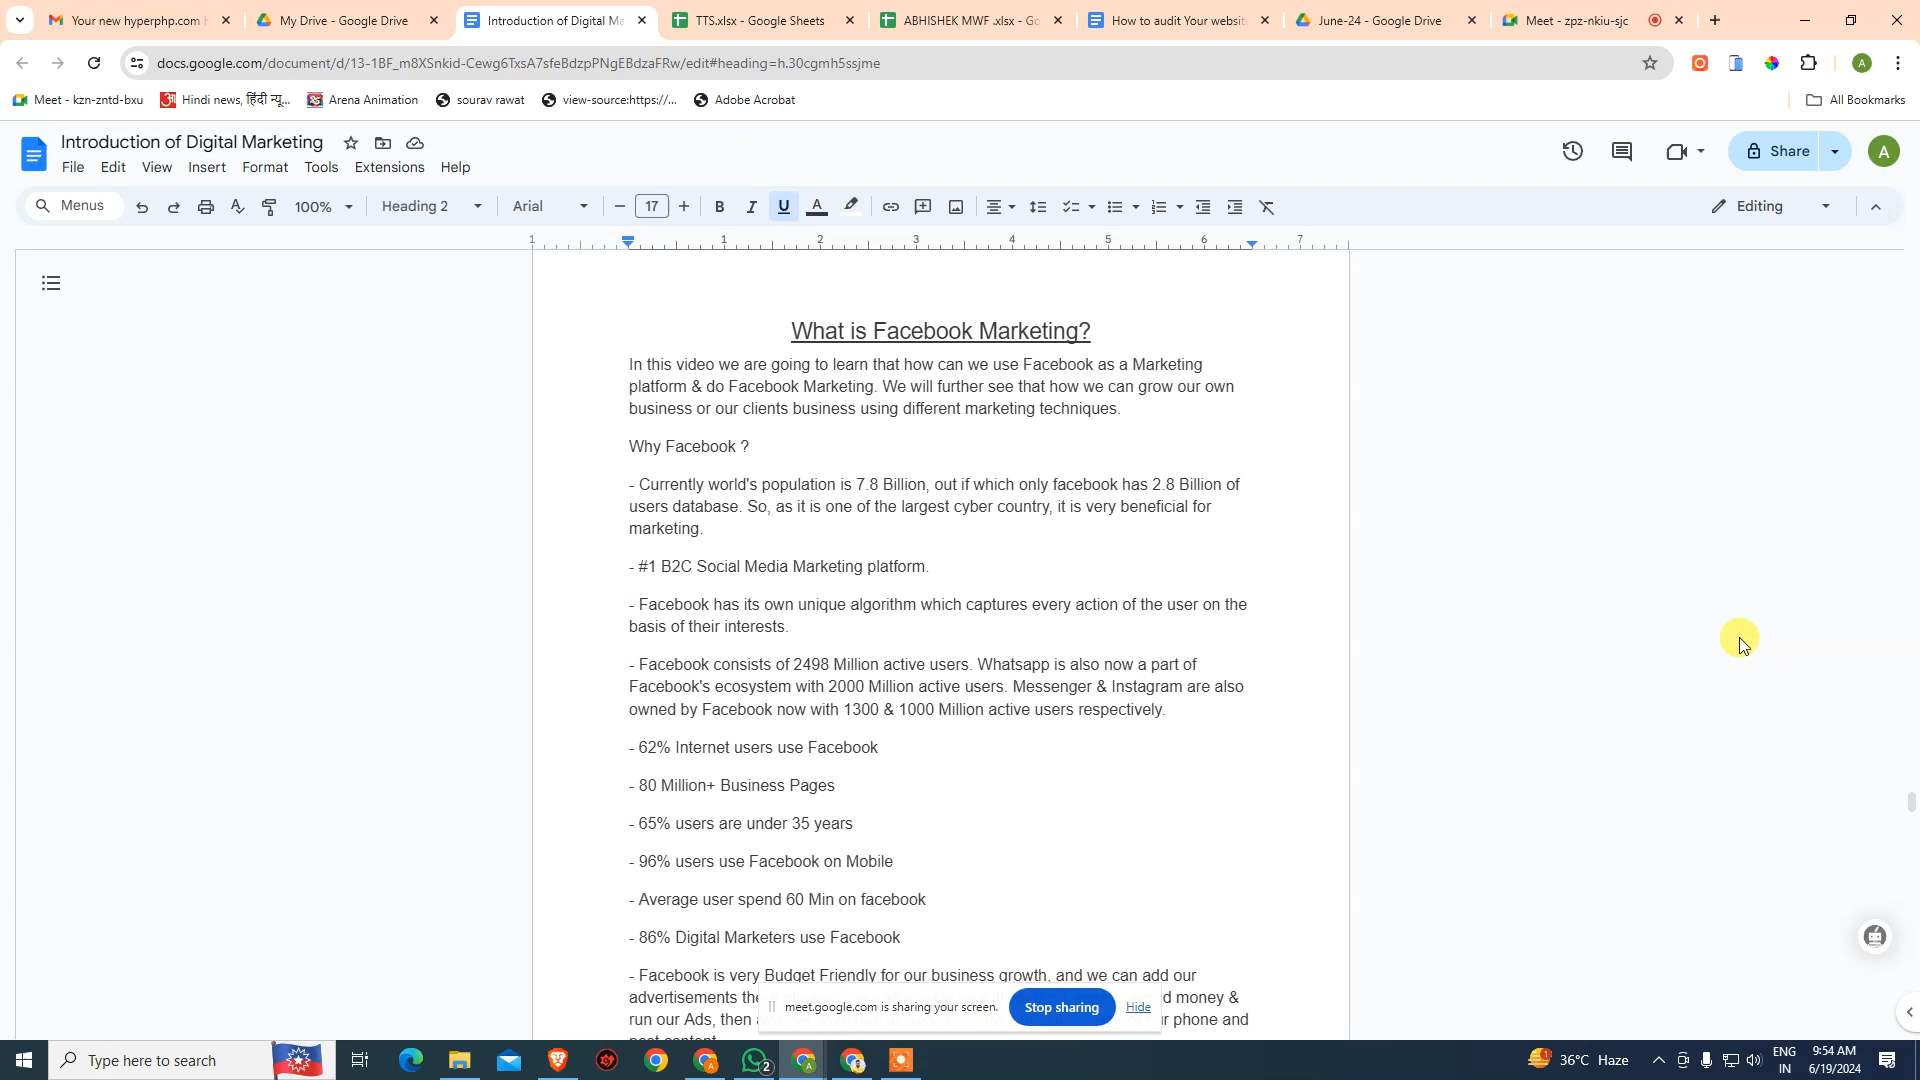 Your new hyperphp.com
My Drive - Google Drive
Introduction of Digital Ma
TTS.xlsx - Google Sheets
ABHISHEK MWF .xlsx - Go
How to audit Your website
June-24 - Google Drive
Meet - zpz-nkiu-sjc
docs.google.com/document/d/13-1BF_m8XSnkid-Cewg6TxsA7sfeBdzpPNgEBdzaFRw/edit#heading=h.30cgmh5ssjme
A
Meet - kzn-zntd-bxu
Hindi news, हिंदी न्यू...
Arena Animation
sourav rawat
view-source:https://...
Adobe Acrobat
All Bookmarks
Introduction of Digital Marketing
Share
A
File Edit View Insert Format Tools Extensions Help
Menus
100%
Heading 2
Arial
17
B I U A
Editing
1 1 2 3 4 5 6 7
What is Facebook Marketing?
In this video we are going to learn that how can we use Facebook as a Marketing
platform & do Facebook Marketing. We will further see that how we can grow our own
business or our clients business using different marketing techniques.
Why Facebook ?
- Currently world's population is 7.8 Billion, out if which only facebook has 2.8 Billion of
users database. So, as it is one of the largest cyber country, it is very beneficial for
marketing.
- #1 B2C Social Media Marketing platform.
- Facebook has its own unique algorithm which captures every action of the user on the
basis of their interests.
- Facebook consists of 2498 Million active users. Whatsapp is also now a part of
Facebook's ecosystem with 2000 Million active users. Messenger & Instagram are also
owned by Facebook now with 1300 & 1000 Million active users respectively.
- 62% Internet users use Facebook
- 80 Million+ Business Pages
- 65% users are under 35 years
- 96% users use Facebook on Mobile
- Average user spend 60 Min on facebook
- 86% Digital Marketers use Facebook
- Facebook is very Budget Friendly for our business growth, and we can add our
advertisements
d money &
meet.google.com is sharing your screen.
Stop sharing
Hide
run our Ads, then
phone and
Type here to search
2
1
36°C Haze
ENG
IN
9:54 AM
6/19/2024